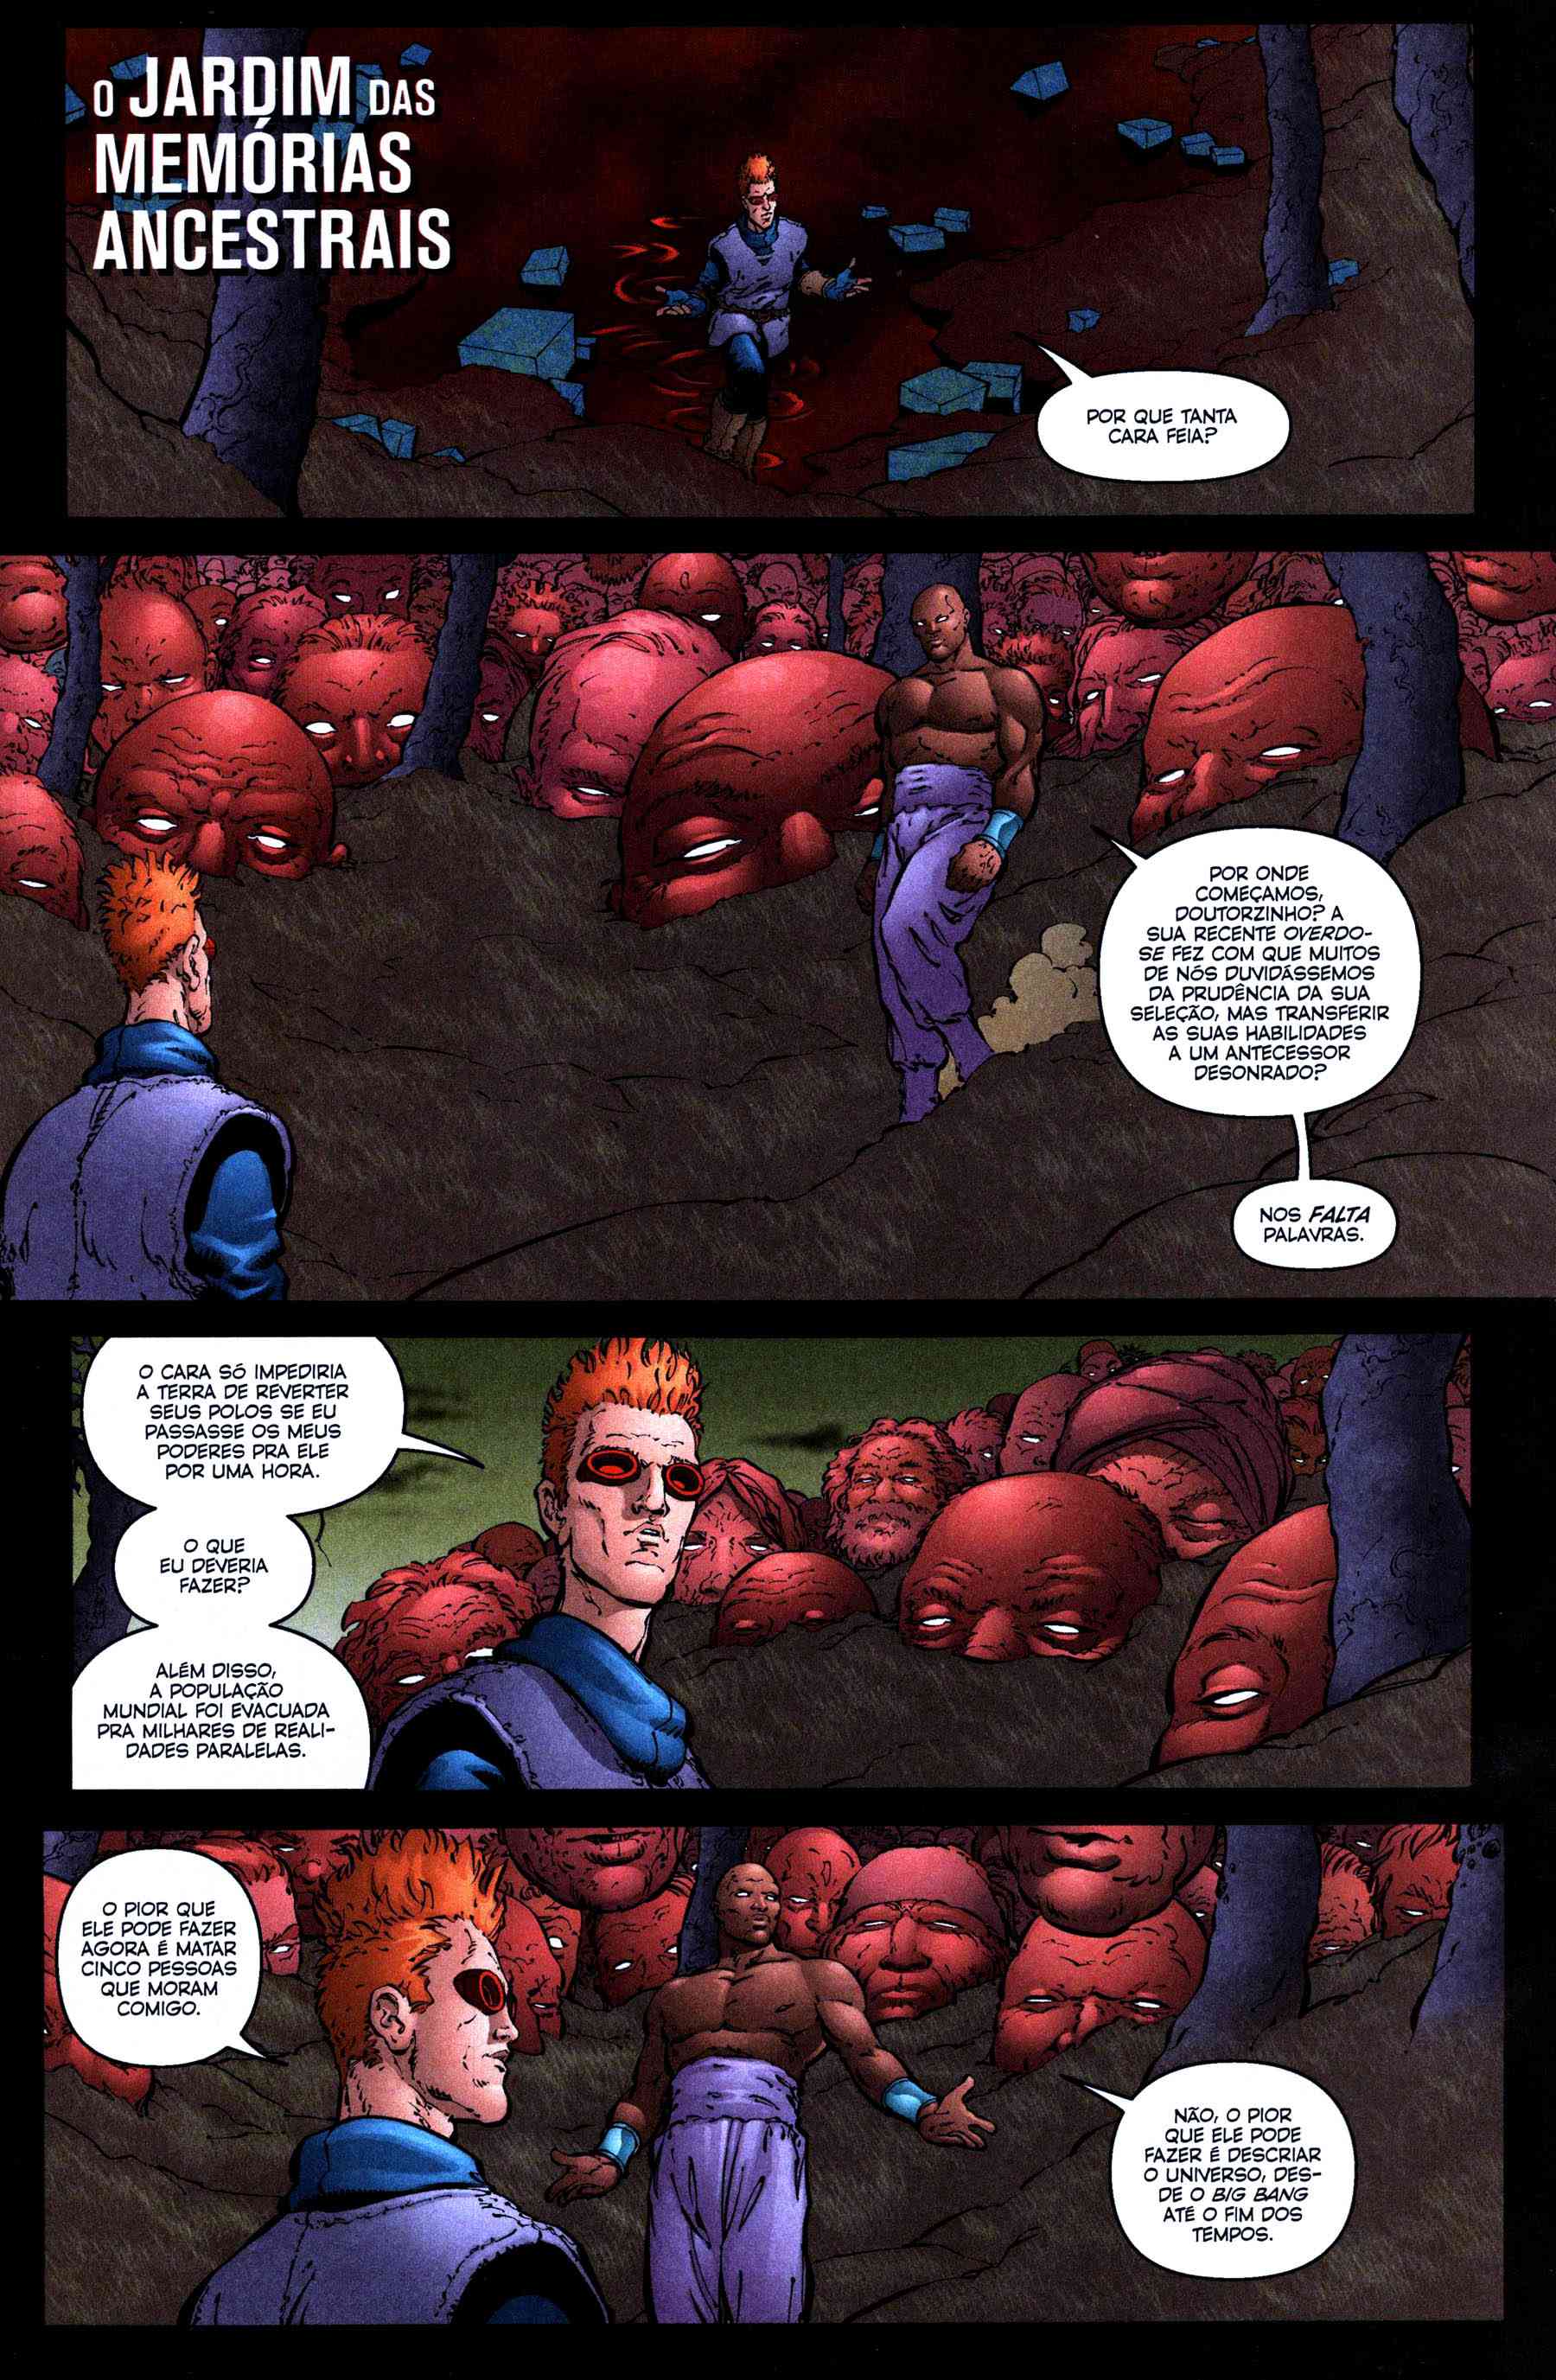 O JARDIM DAS
MEMÓRIAS
ANCESTRAIS
POR QUE TANTA
CARA FEIA?
POR ONDE
COMEÇAMOS,
DOUTORZINHO? A
SUA RECENTE OVERDO-
SE FEZ COM QUE MUITOS
DE NÓS DUVIDÁSSEMOS
DA PRUDÊNCIA DA SUA
SELEÇÃO, MAS TRANSFERIR
AS SUAS HABILIDADES
A UM ANTECESSOR
DESONRADO?
NOS FALTA
PALAVRAS.
O CARA SÓ IMPEDIRIA
A TERRA DE REVERTER
SEUS POLOS SE EU
PASSASSE OS MEUS
PODERES PRA ELE
POR UMA HORA.
O QUE
EU DEVERIA
FAZER?
ALÉM DISSO,
A POPULAÇÃO
MUNDIAL FOI EVACUADA
PRA MILHARES DE REALI-
DADES PARALELAS.
O PIOR QUE
ELE PODE FAZER
AGORA É MATAR
CINCO PESSOAS
QUE MORAM
COMIGO.
NÃO, O PIOR
QUE ELE PODE
FAZER É DESCRIAR
O UNIVERSO, DES-
DE O BIG BANG
ATÉ O FIM DOS
TEMPOS.